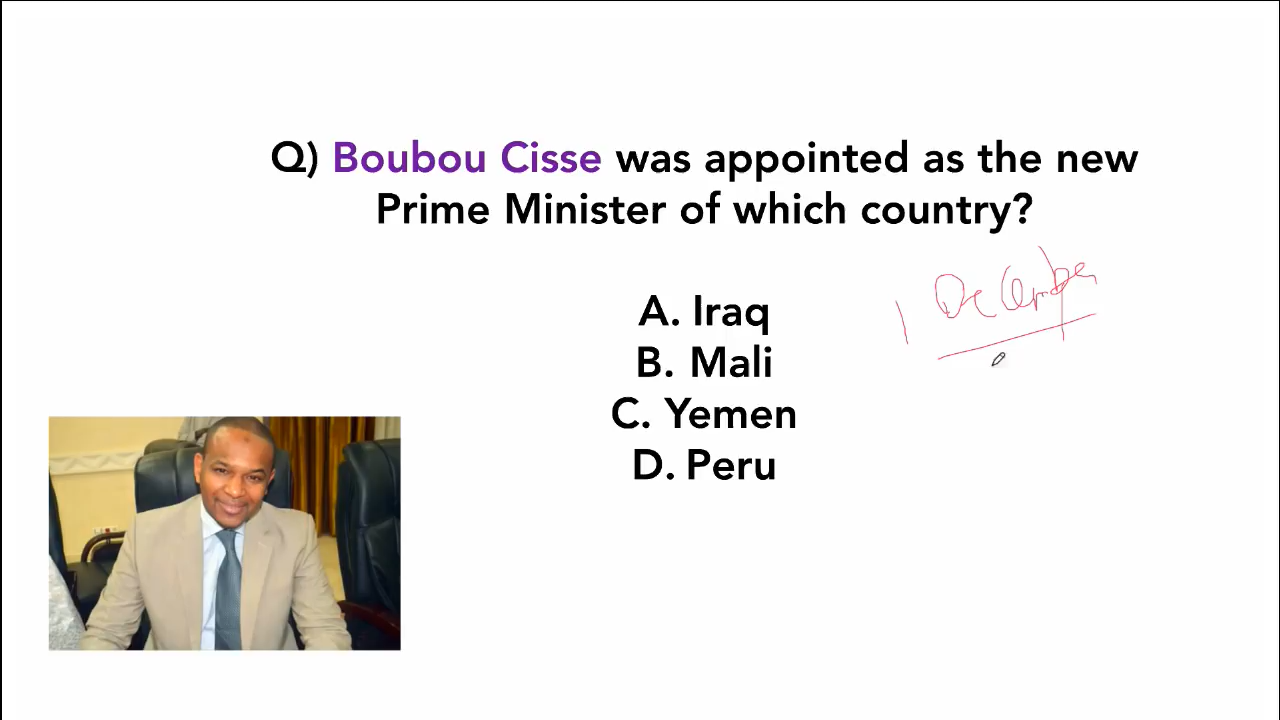 Q) Boubou Cisse was appointed as the new
Prime Minister of which country?
A. Iraq
B. Mali
C. Yemen
D. Peru